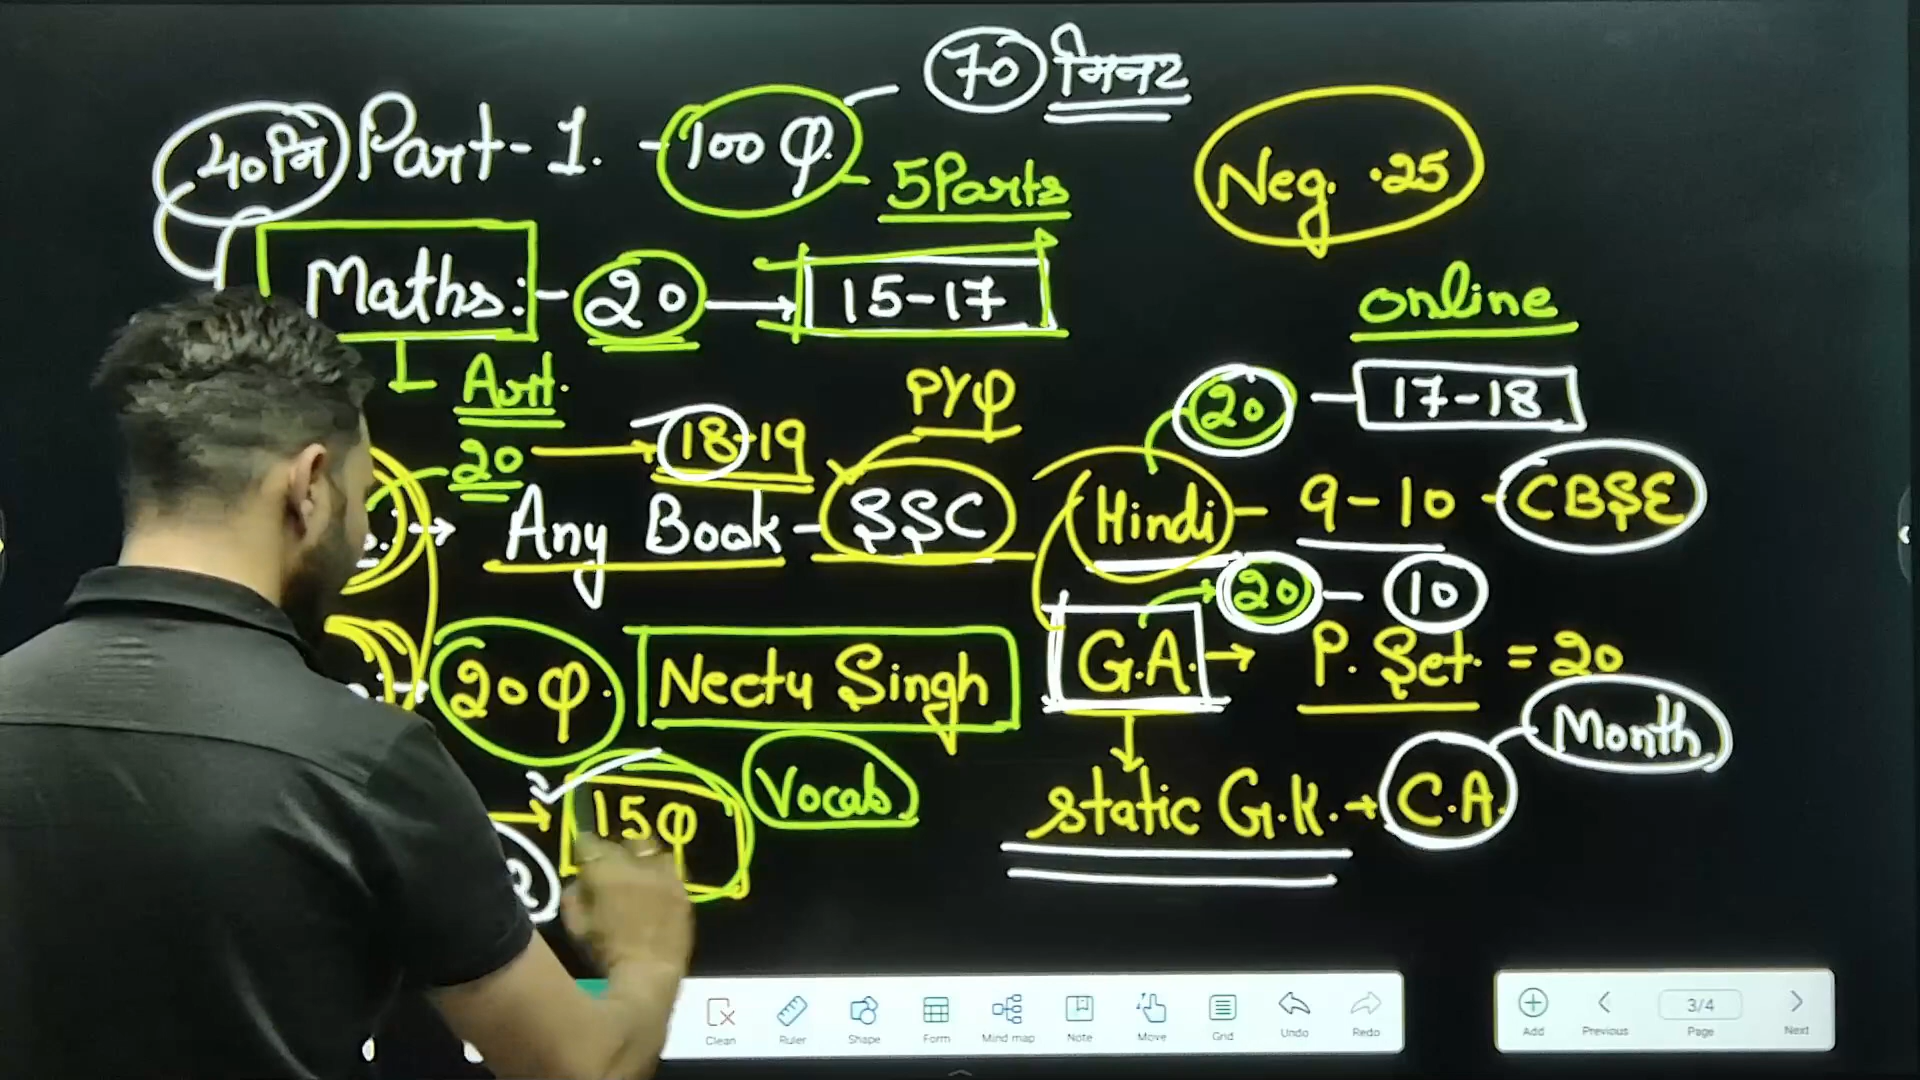 70 मिनट
40मि Part-1. - 100 Q.
5 Parts
Neg. .25
Maths: - 20 → 15-17
online
Arit.
PYQ
20 - 17-18
20 → 18-19
Any Book - SSC
Hindi - 9-10 - CBSE
20 - 10
G.A. → P. Set. = 20
20 Q. Neetu Singh
Month
15 Q
Vocab
static G.K. → C.A.
Clean Ruler Shape Form Mind map Note Move Grid Undo Redo
Add Previous 3/4 Page Next